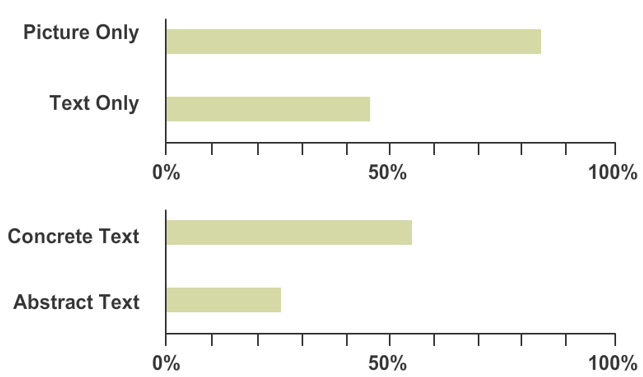 Picture Only
Text Only
0% 50% 100%
Concrete Text
Abstract Text
0% 50% 100%